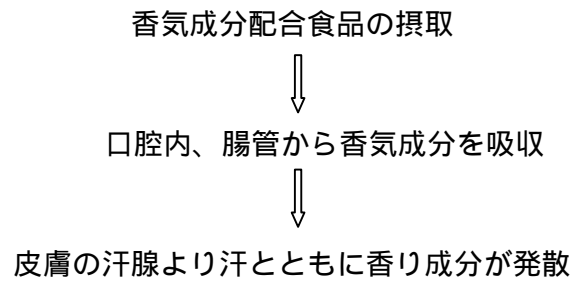 香気成分配合食品の摂取
口腔内、腸管から香気成分を吸収
皮膚の汗腺より汗とともに香り成分が発散